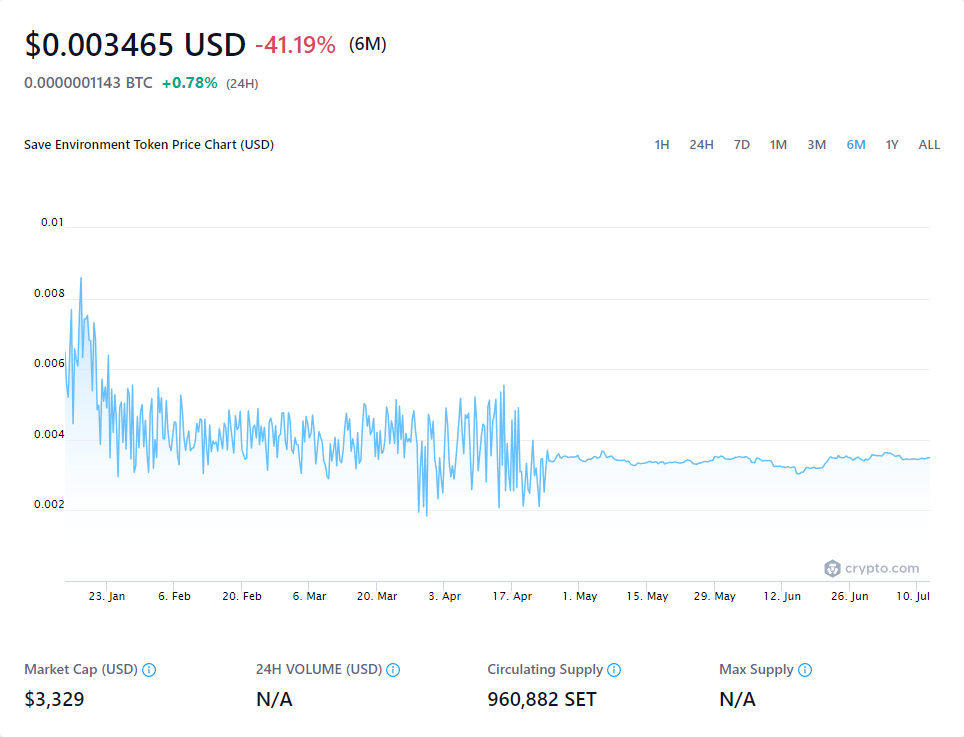 $0.003465 USD -41.19% (6M)
0.0000001143 BTC +0.78% (24H)
Save Environment Token Price Chart (USD) 1H 24H 7D 1M 3M 6M 1Y ALL
0.01
0.008
0.006
0.004
0.002
crypto.com
23. Jan 6. Feb 20. Feb 6. Mar 20. Mar 3. Apr 17. Apr 1. May 15. May 29. May 12. Jun 26. Jun 10. Jul
Market Cap (USD) 24H VOLUME (USD) Circulating Supply Max Supply
$3,329 N/A 960,882 SET N/A